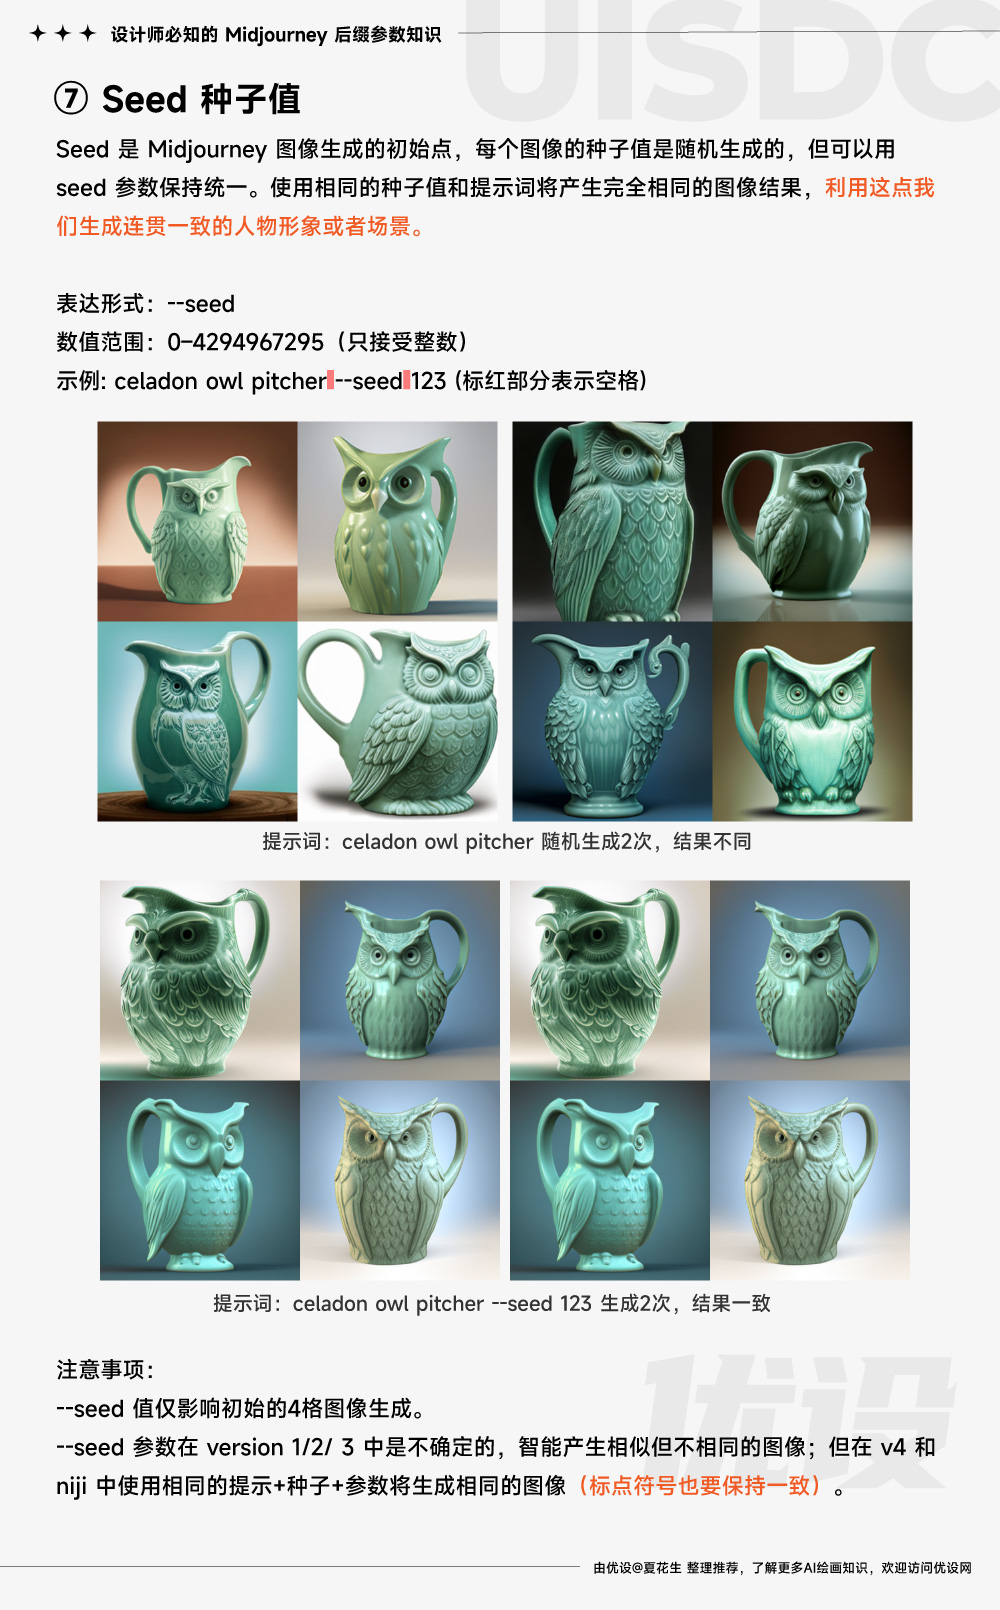 UISDC
设计师必知的 Midjourney 后缀参数知识
⑦ Seed 种子值
Seed 是 Midjourney 图像生成的初始点，每个图像的种子值是随机生成的，但可以用
seed 参数保持统一。使用相同的种子值和提示词将产生完全相同的图像结果，利用这点我
们生成连贯一致的人物形象或者场景。
表达形式：--seed
数值范围：0–4294967295（只接受整数）
示例: celadon owl pitcher --seed 123 (标红部分表示空格)
提示词：celadon owl pitcher 随机生成2次，结果不同
提示词：celadon owl pitcher --seed 123 生成2次，结果一致
注意事项：
--seed 值仅影响初始的4格图像生成。
--seed 参数在 version 1/2/ 3 中是不确定的，智能产生相似但不相同的图像；但在 v4 和
niji 中使用相同的提示+种子+参数将生成相同的图像（标点符号也要保持一致）。
优设
由优设@夏花生 整理推荐，了解更多AI绘画知识，欢迎访问优设网